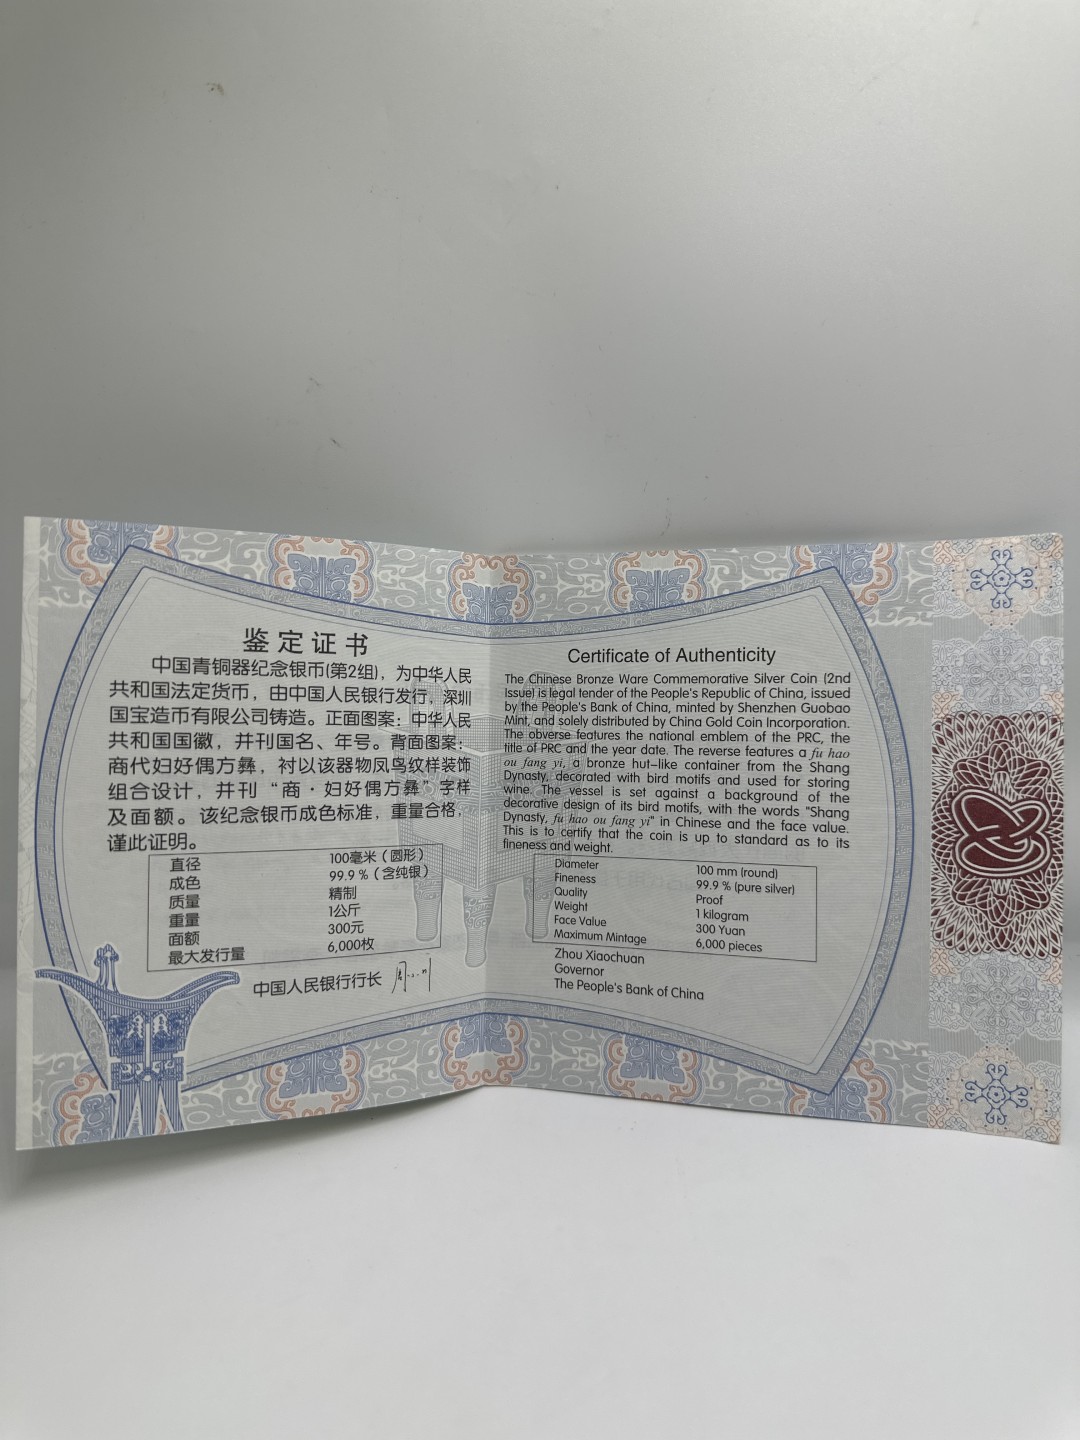 鉴定证书
中国青铜器纪念银币(第2组)，为中华人民
共和国法定货币，由中国人民银行发行，深圳
国宝造币有限公司铸造。正面图案：中华人民
共和国国徽，并刊国名、年号。背面图案：
商代妇好偶方彝，衬以该器物凤鸟纹样装饰
组合设计，并刊“商·妇好偶方彝”字样
及面额。该纪念银币成色标准，重量合格，
谨此证明。
直径 100毫米（圆形）
成色 99.9％（含纯银）
质量 精制
重量 1公斤
面额 300元
最大发行量 6,000枚
中国人民银行行长
Certificate of Authenticity
The Chinese Bronze Ware Commemorative Silver Coin (2nd
Issue) is legal tender of the People's Republic of China, issued
by the People's Bank of China, minted by Shenzhen Guobao
Mint, and solely distributed by China Gold Coin Incorporation.
The obverse features the national emblem of the PRC, the
title of PRC and the year date. The reverse features a fu hao
ou fang yi, a bronze hut-like container from the Shang
Dynasty, decorated with bird motifs and used for storing
wine. The vessel is set against a background of the
decorative design of its bird motifs, with the words "Shang
Dynasty, fu hao ou fang yi" in Chinese and the face value.
This is to certify that the coin is up to standard as to its
fineness and weight.
Diameter 100 mm (round)
Fineness 99.9 % (pure silver)
Quality Proof
Weight 1 kilogram
Face Value 300 Yuan
Maximum Mintage 6,000 pieces
Zhou Xiaochuan
Governor
The People's Bank of China